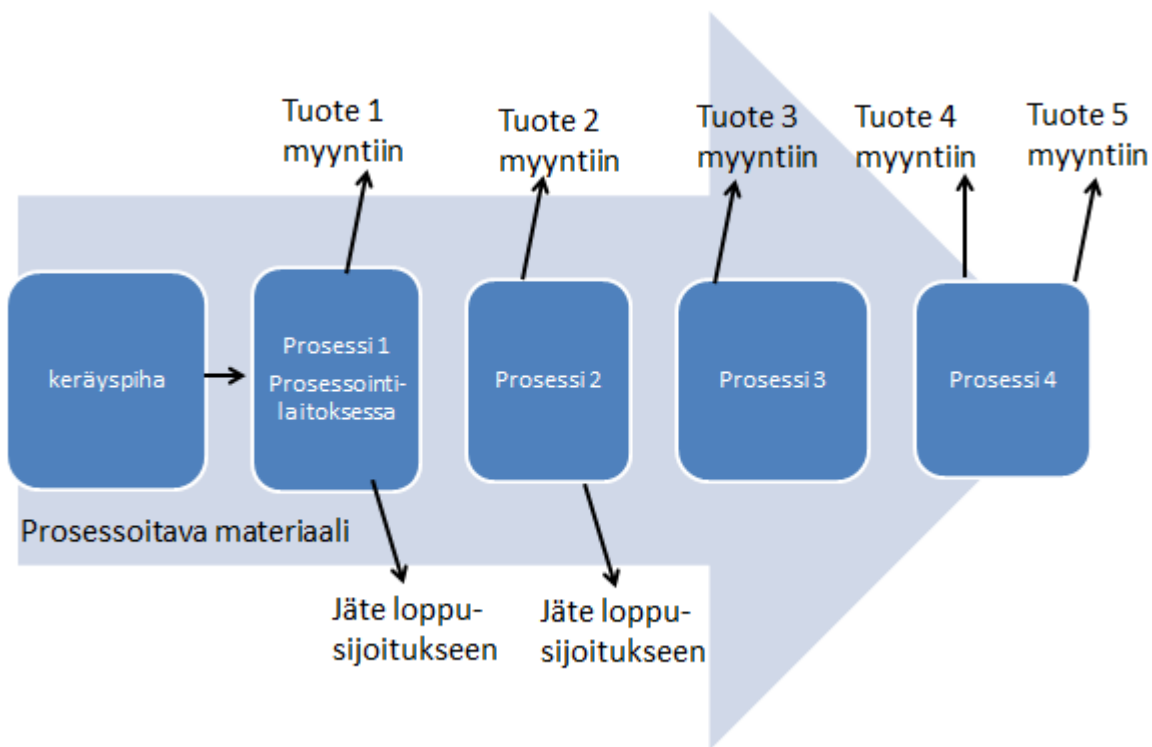 Tuote 1
myyntiin
Tuote 2
myyntiin
Tuote 3
myyntiin
Tuote 4
myyntiin
Tuote 5
myyntiin
keräyspiha
Prosessi 1
Prosessointi-
laitoksessa
Prosessi 2
Prosessi 3
Prosessi 4
Prosessoitava materiaali
Jäte loppu-
sijoitukseen
Jäte loppu-
sijoitukseen